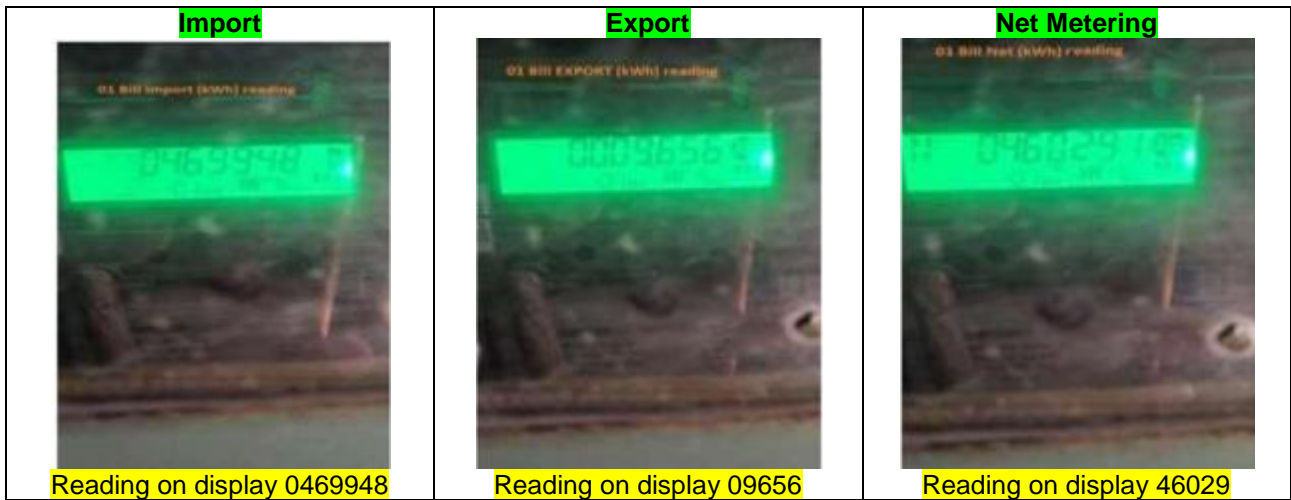 Import
Export
Net Metering
01 Bill Import (kWh) reading
01 Bill EXPORT (kWh) reading
01 Bill Net (kWh) reading
0469948
0009656
0460291
Reading on display 0469948
Reading on display 09656
Reading on display 46029